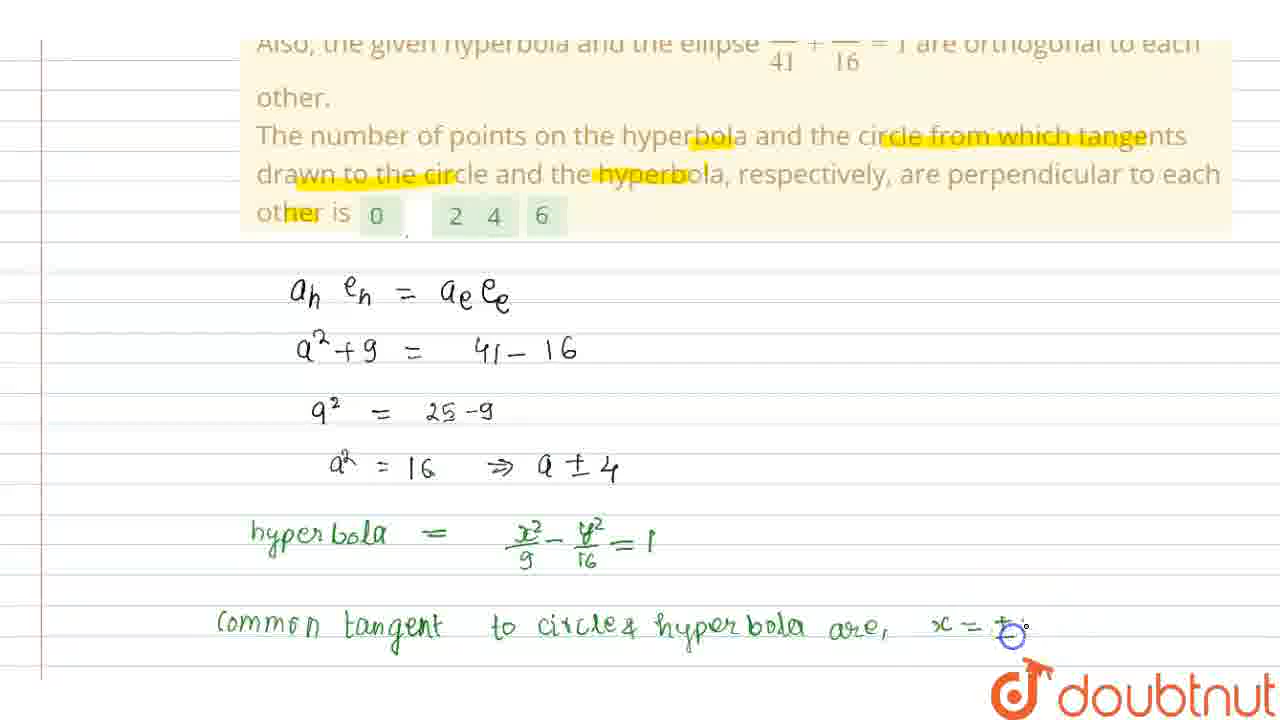 Also, the given hyperbola and the ellipse — + — = 1 are orthogonal to each
41 16
other.
The number of points on the hyperbola and the circle from which tangents
drawn to the circle and the hyperbola, respectively, are perpendicular to each
other is 0 . 2 4 6
a_h e_h = a_e e_e
a² + 9 = 41 - 16
a² = 25 - 9
a² = 16 ⇒ a ± 4
hyperbola = x²/9 - y²/16 = 1
Common tangent to circle & hyperbola are, x = ±
doubtnut